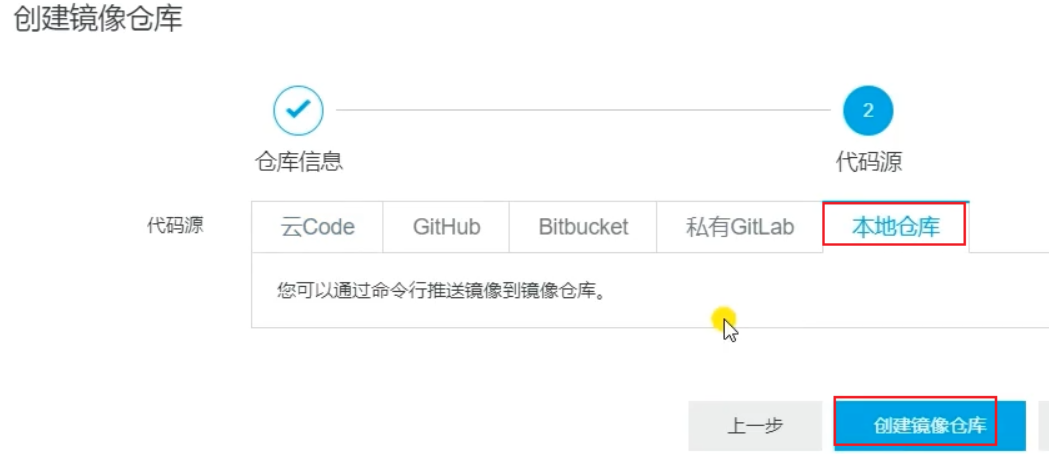 创建镜像仓库
2
仓库信息 代码源
代码源 云Code GitHub Bitbucket 私有GitLab 本地仓库
您可以通过命令行推送镜像到镜像仓库。
上一步 创建镜像仓库